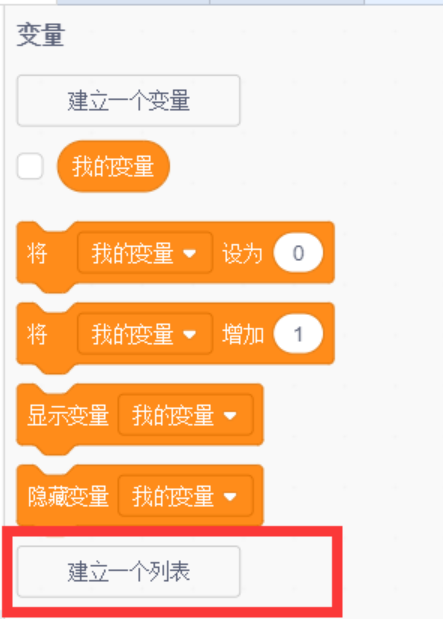 变量
建立一个变量
我的变量
将 我的变量 设为 0
将 我的变量 增加 1
显示变量 我的变量
隐藏变量 我的变量
建立一个列表